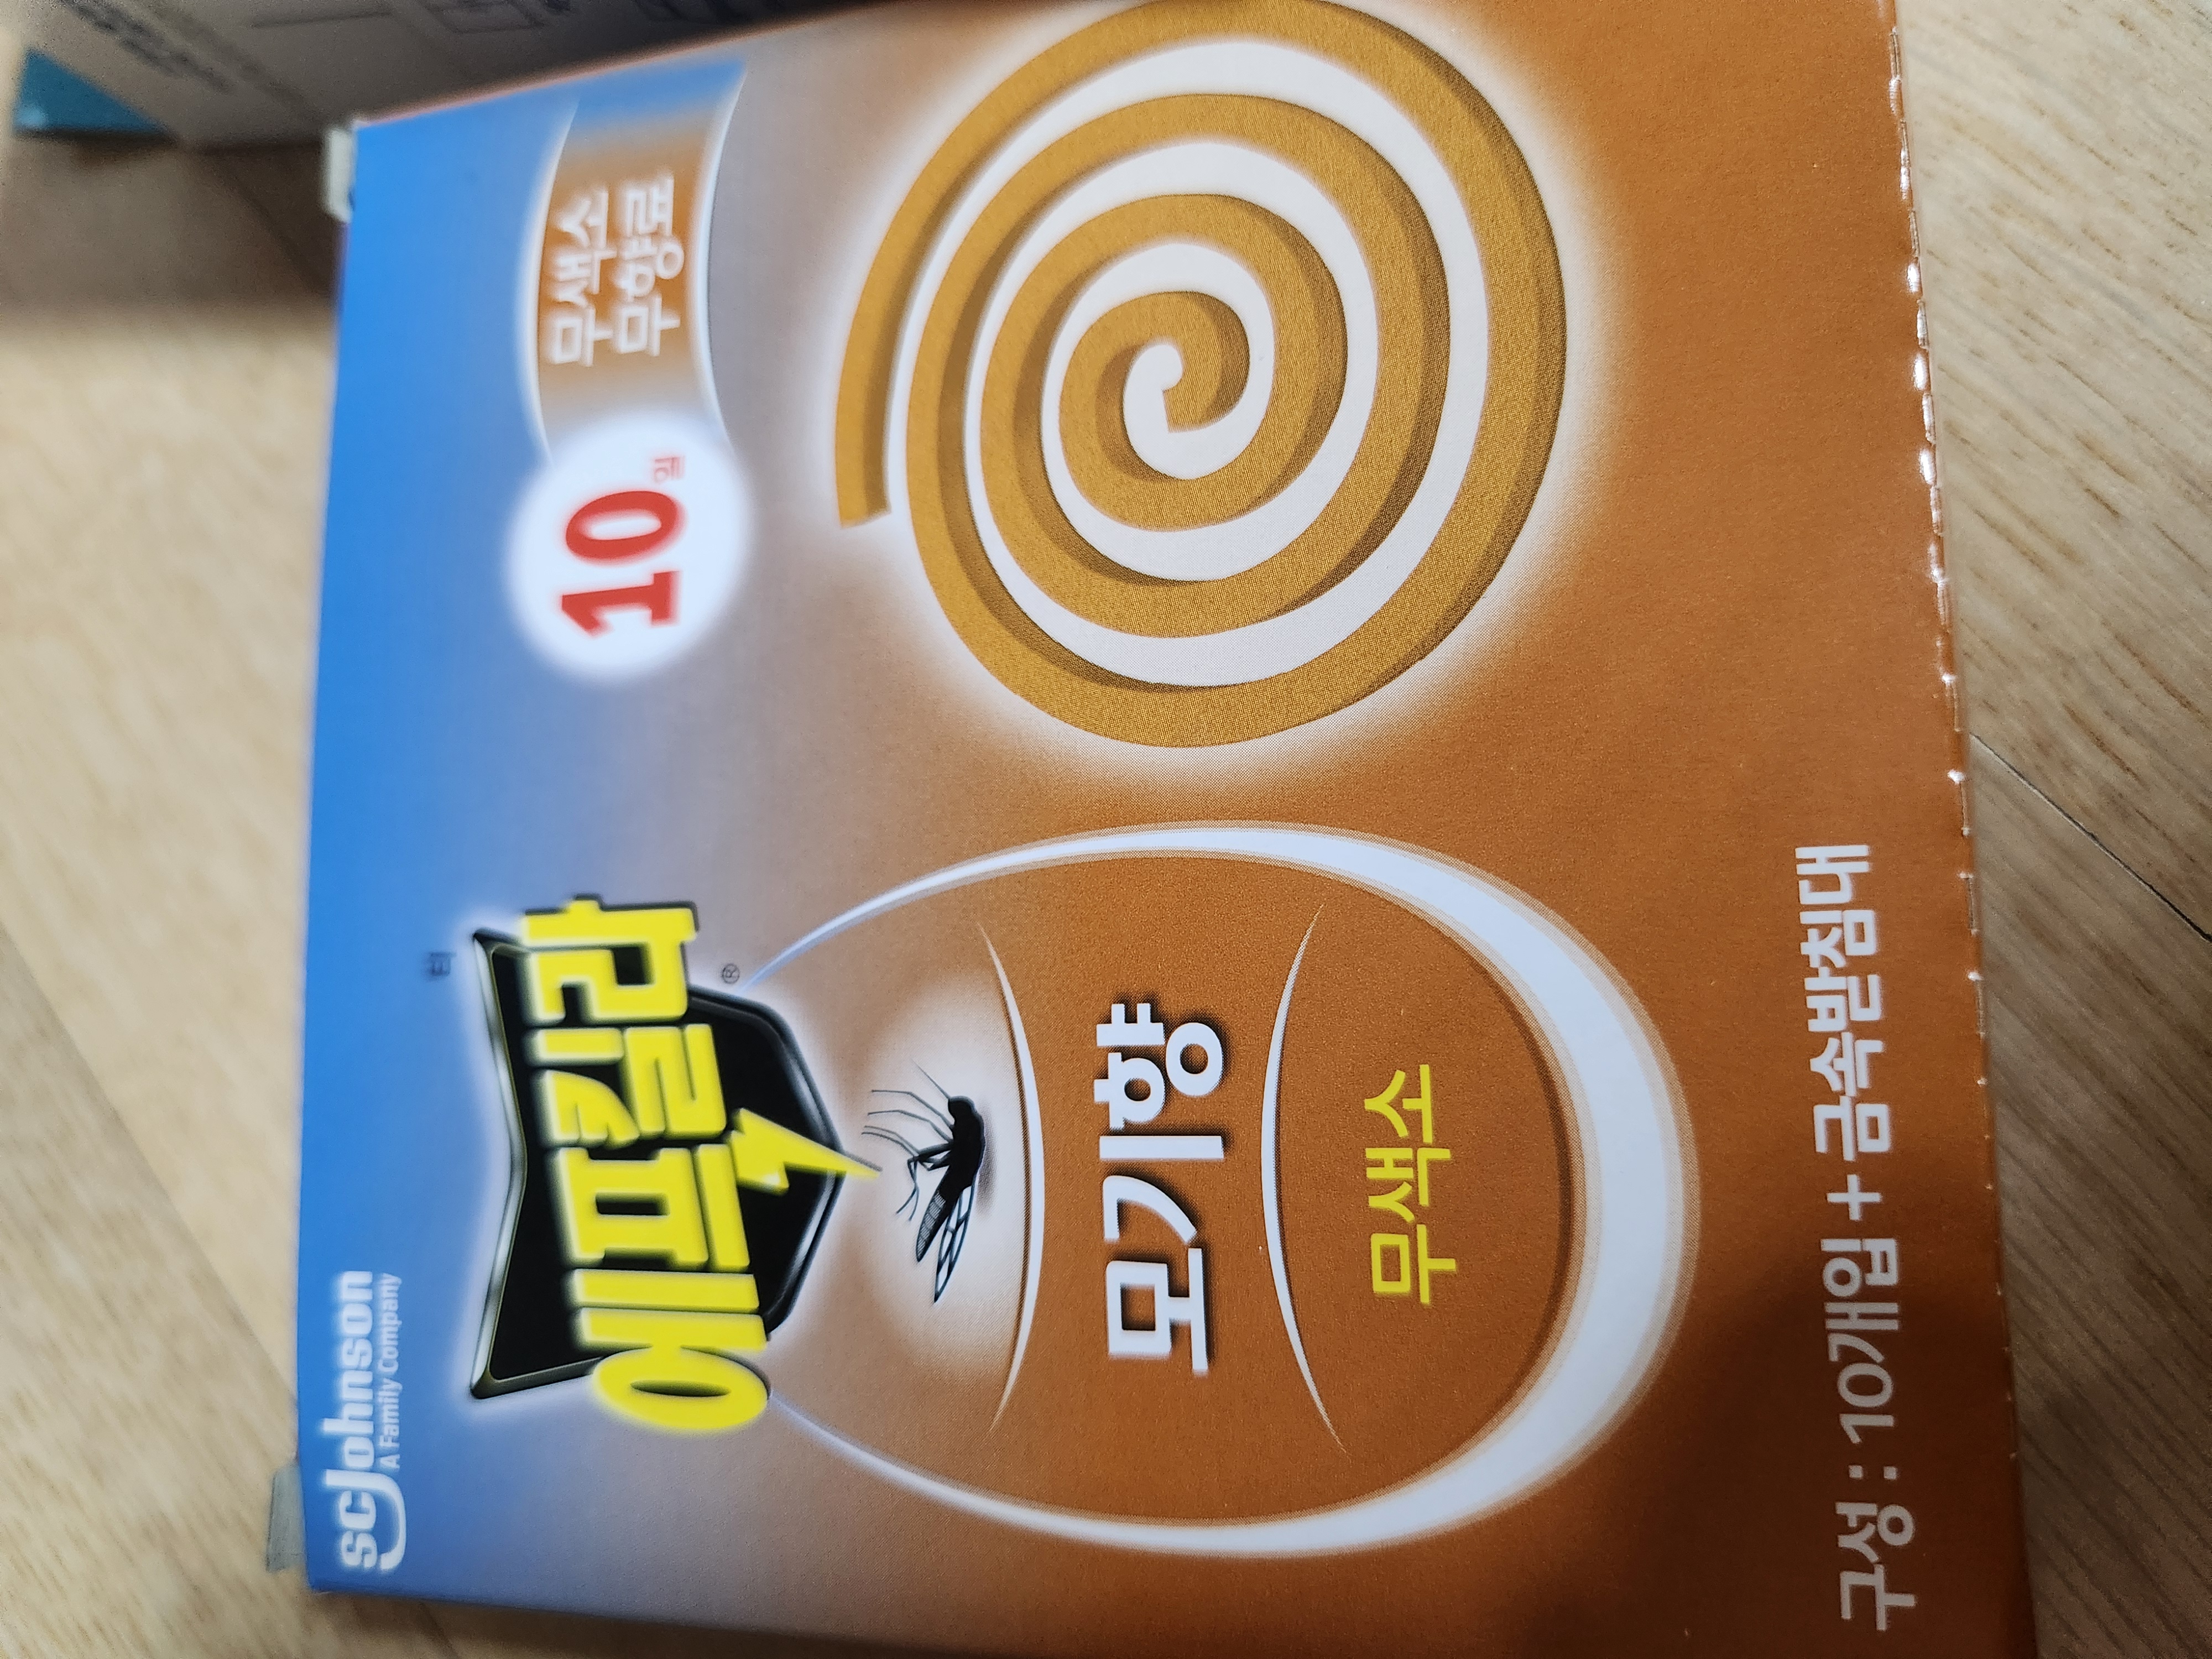 scJohnson
A Family Company
에프킬라
®
10
무색소
무향료
모기향
무색소
구성 : 10개입 + 금속받침대